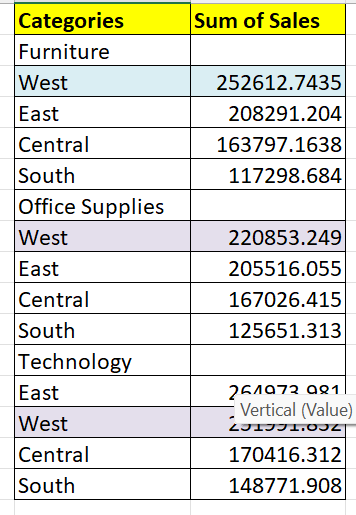 Categories Sum of Sales
Furniture
West 252612.7435
East 208291.204
Central 163797.1638
South 117298.684
Office Supplies
West 220853.249
East 205516.055
Central 167026.415
South 125651.313
Technology
East 264973.981
Vertical (Value)
West
Central 170416.312
South 148771.908